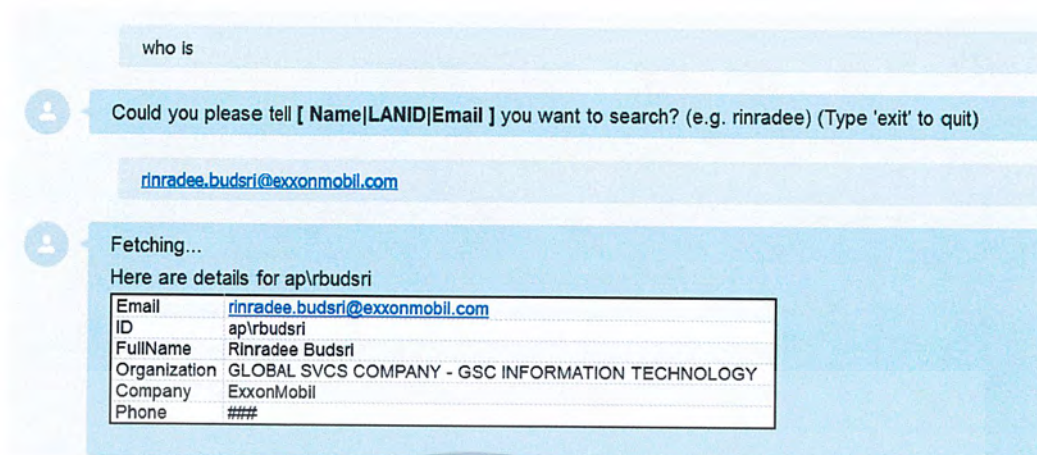 who is
Could you please tell [ Name|LANID|Email ] you want to search? (e.g. rinradee) (Type 'exit' to quit)
rinradee.budsri@exxonmobil.com
Fetching...
Here are details for ap\rbudsri
Email rinradee.budsri@exxonmobil.com
ID ap\rbudsri
FullName Rinradee Budsri
Organization GLOBAL SVCS COMPANY - GSC INFORMATION TECHNOLOGY
Company ExxonMobil
Phone ###